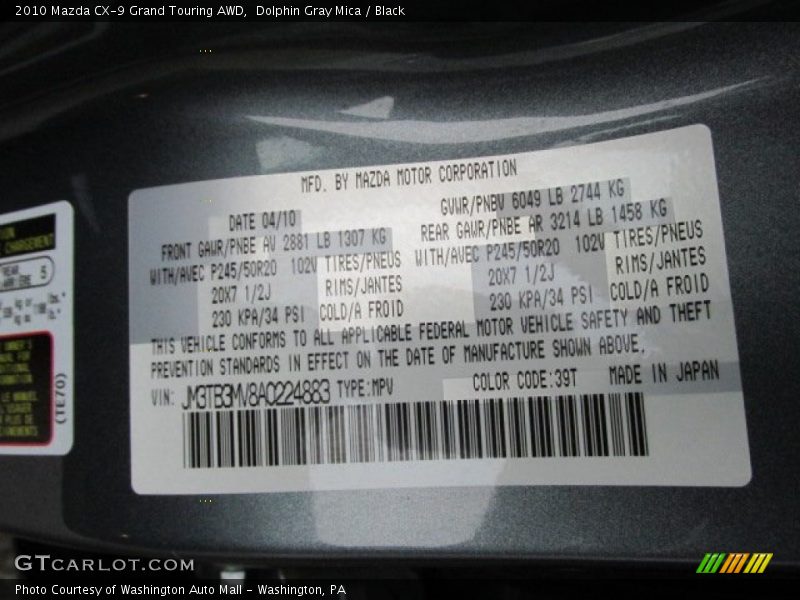 2010 Mazda CX-9 Grand Touring AWD,  Dolphin Gray Mica / Black
MFD. BY MAZDA MOTOR CORPORATION
DATE 04/10
GVWR/PNBV 6049 LB 2744 KG
FRONT GAWR/PNBE AV 2881 LB 1307 KG
REAR GAWR/PNBE AR 3214 LB 1458 KG
WITH/AVEC P245/50R20 102V TIRES/PNEUS
WITH/AVEC P245/50R20 102V TIRES/PNEUS
20X7 1/2J RIMS/JANTES
20X7 1/2J RIMS/JANTES
230 KPA/34 PSI COLD/A FROID
230 KPA/34 PSI COLD/A FROID
THIS VEHICLE CONFORMS TO ALL APPLICABLE FEDERAL MOTOR VEHICLE SAFETY AND THEFT
PREVENTION STANDARDS IN EFFECT ON THE DATE OF MANUFACTURE SHOWN ABOVE.
VIN: JM3TB3MV8A0224883 TYPE:MPV COLOR CODE:39T MADE IN JAPAN
REAR
5
(TE70)
GTCARLOT.COM
Photo Courtesy of Washington Auto Mall - Washington, PA